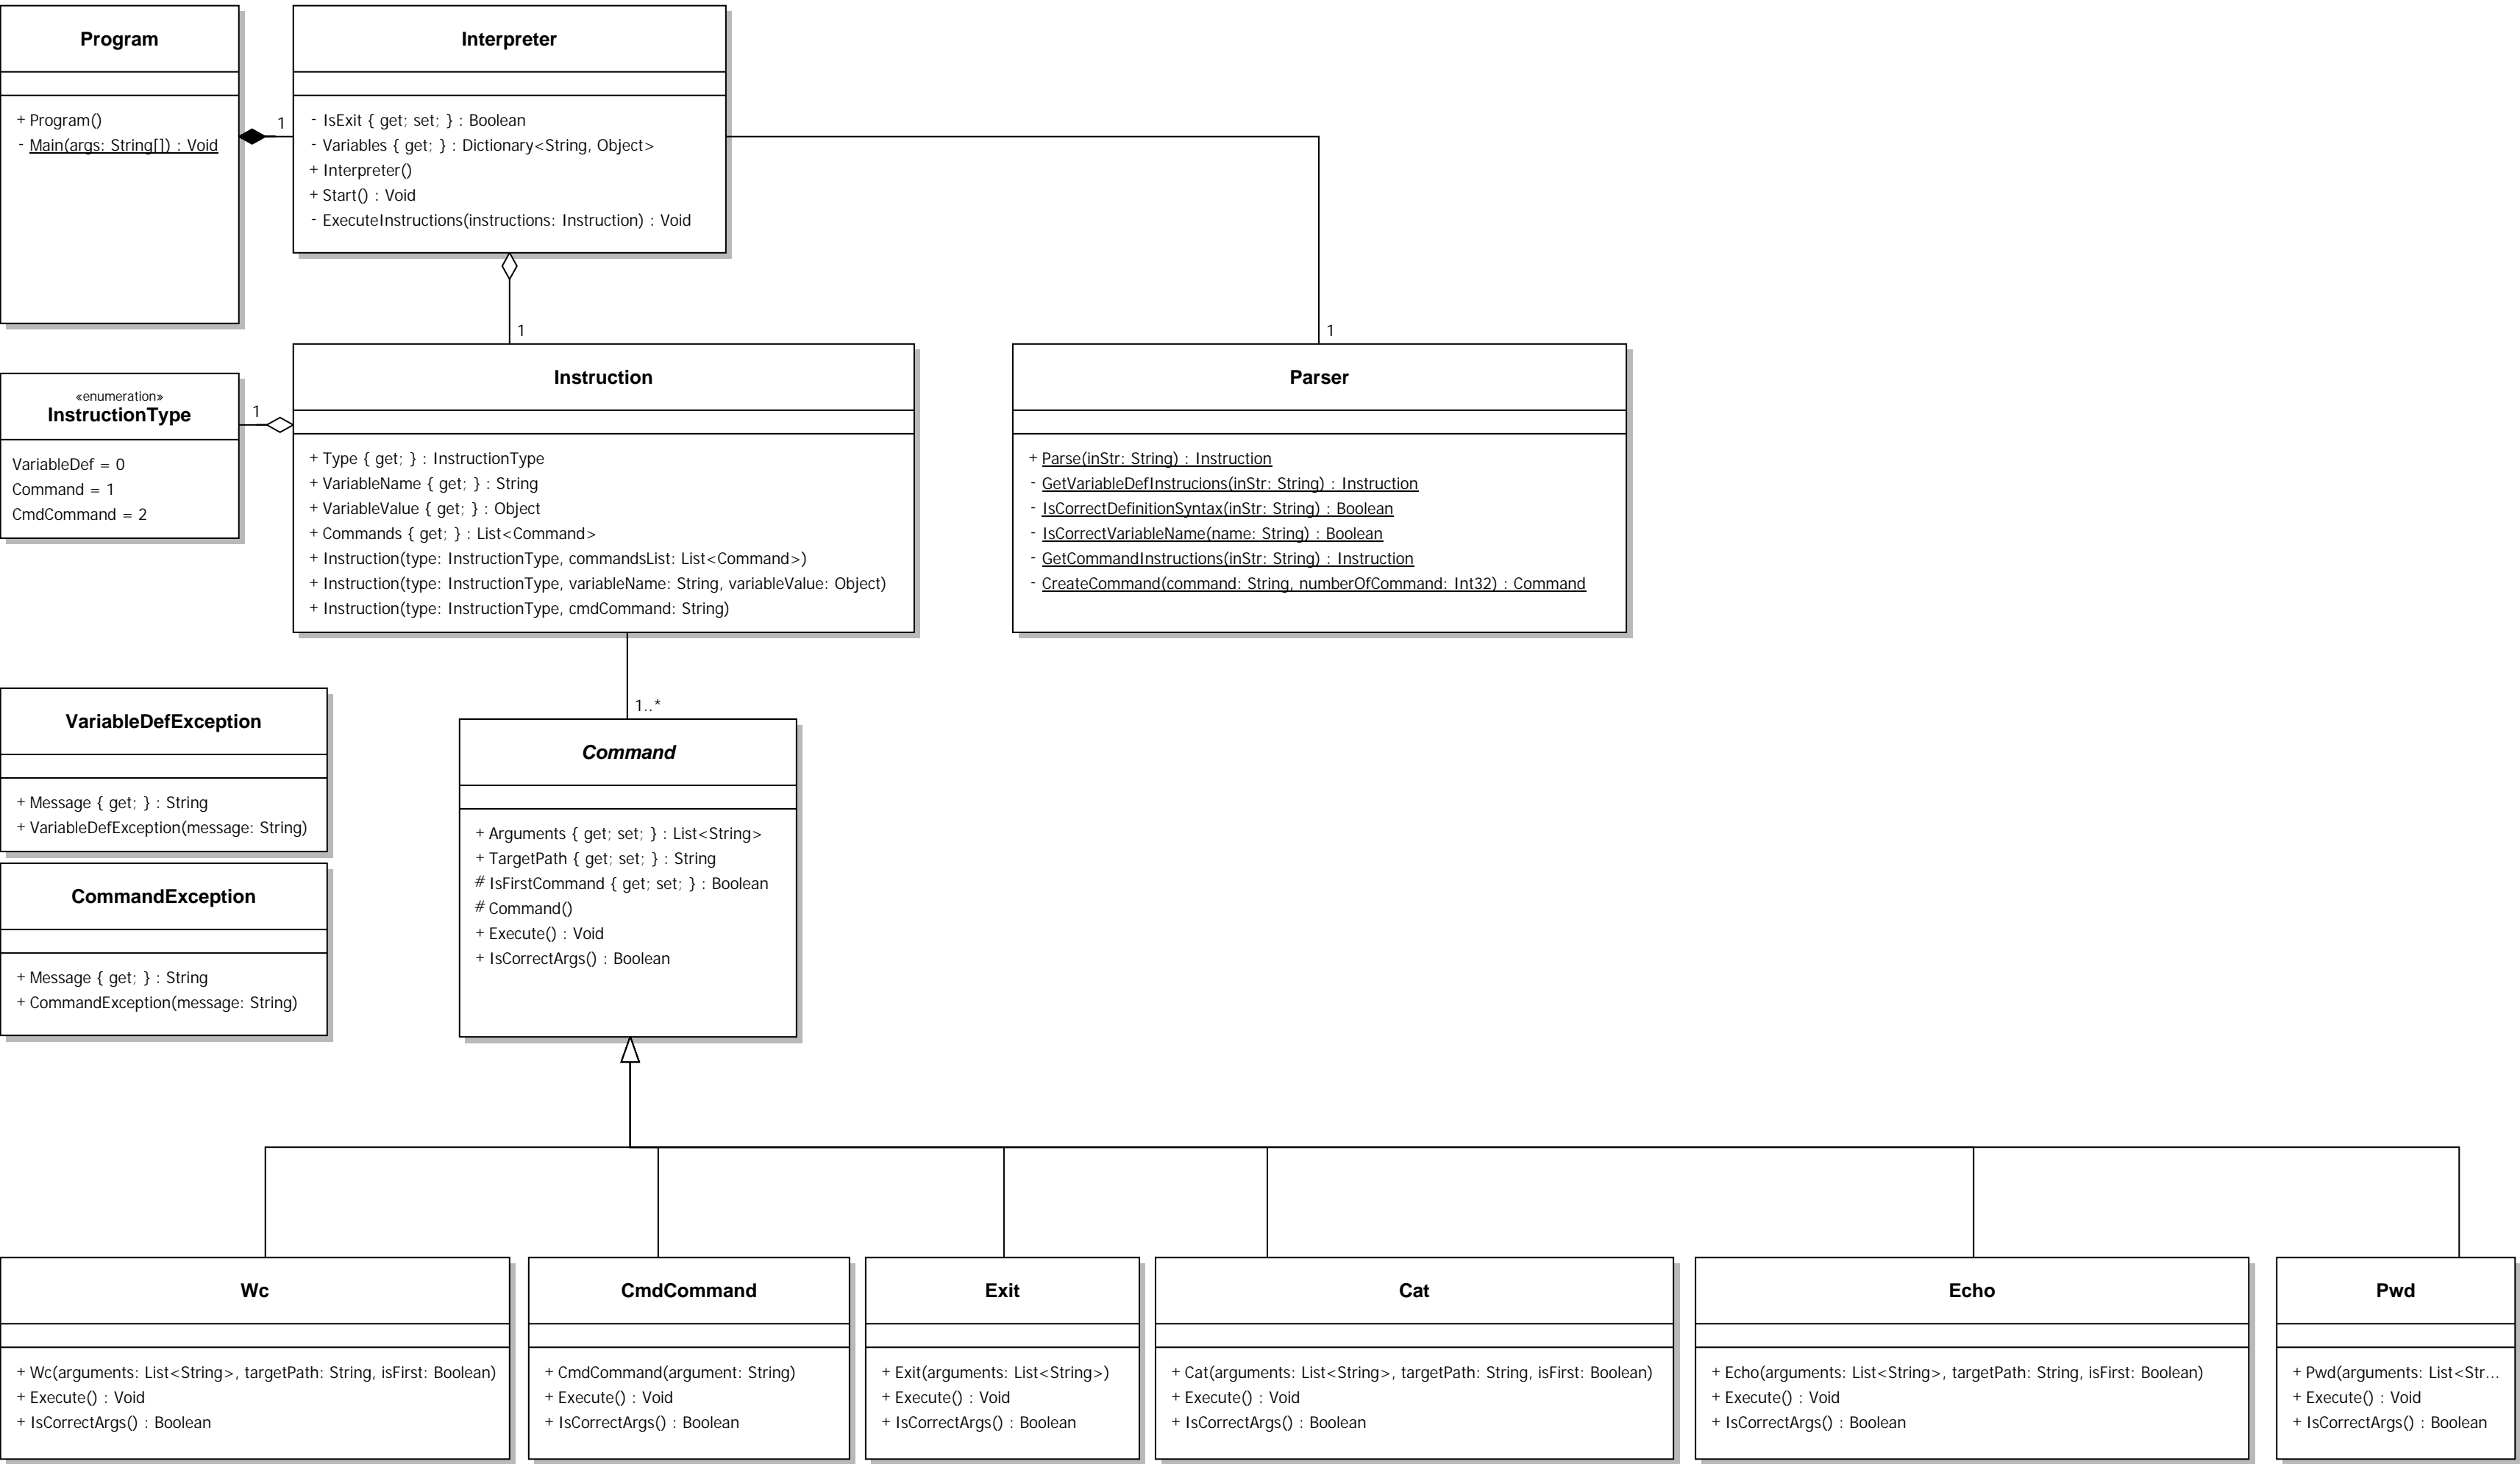 Program
+ Program()
- Main(args: String[]) : Void
1
Interpreter
- IsExit { get; set; } : Boolean
- Variables { get; } : Dictionary<String, Object>
+ Interpreter()
+ Start() : Void
- ExecuteInstructions(instructions: Instruction) : Void
1
1
«enumeration»
InstructionType
VariableDef = 0
Command = 1
CmdCommand = 2
1
Instruction
+ Type { get; } : InstructionType
+ VariableName { get; } : String
+ VariableValue { get; } : Object
+ Commands { get; } : List<Command>
+ Instruction(type: InstructionType, commandsList: List<Command>)
+ Instruction(type: InstructionType, variableName: String, variableValue: Object)
+ Instruction(type: InstructionType, cmdCommand: String)
Parser
+ Parse(inStr: String) : Instruction
- GetVariableDefInstrucions(inStr: String) : Instruction
- IsCorrectDefinitionSyntax(inStr: String) : Boolean
- IsCorrectVariableName(name: String) : Boolean
- GetCommandInstructions(inStr: String) : Instruction
- CreateCommand(command: String, numberOfCommand: Int32) : Command
VariableDefException
+ Message { get; } : String
+ VariableDefException(message: String)
CommandException
+ Message { get; } : String
+ CommandException(message: String)
1..*
Command
+ Arguments { get; set; } : List<String>
+ TargetPath { get; set; } : String
# IsFirstCommand { get; set; } : Boolean
# Command()
+ Execute() : Void
+ IsCorrectArgs() : Boolean
Wc
+ Wc(arguments: List<String>, targetPath: String, isFirst: Boolean)
+ Execute() : Void
+ IsCorrectArgs() : Boolean
CmdCommand
+ CmdCommand(argument: String)
+ Execute() : Void
+ IsCorrectArgs() : Boolean
Exit
+ Exit(arguments: List<String>)
+ Execute() : Void
+ IsCorrectArgs() : Boolean
Cat
+ Cat(arguments: List<String>, targetPath: String, isFirst: Boolean)
+ Execute() : Void
+ IsCorrectArgs() : Boolean
Echo
+ Echo(arguments: List<String>, targetPath: String, isFirst: Boolean)
+ Execute() : Void
+ IsCorrectArgs() : Boolean
Pwd
+ Pwd(arguments: List<Str...
+ Execute() : Void
+ IsCorrectArgs() : Boolean